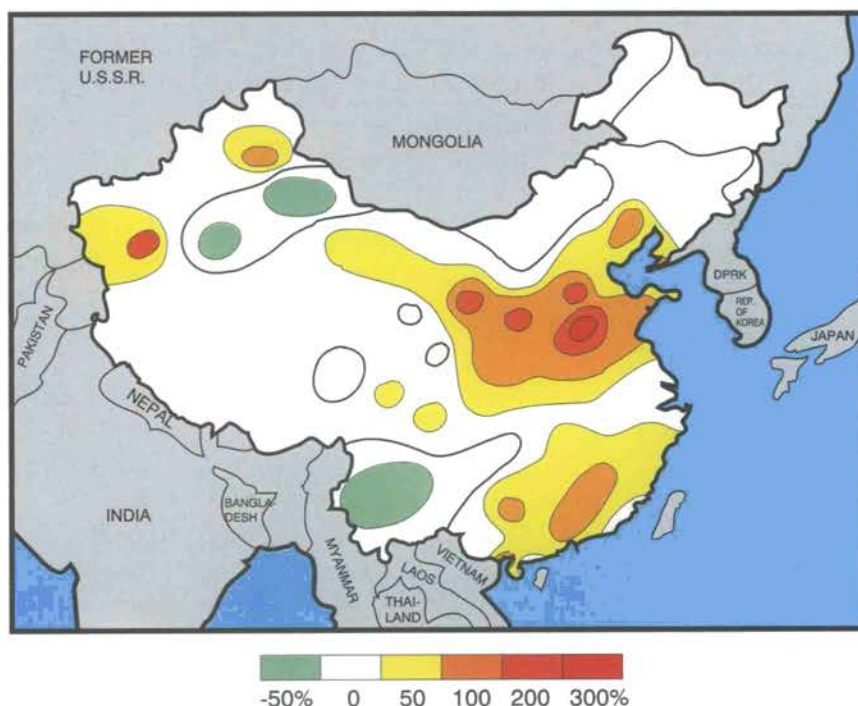 FORMER
U.S.S.R.
MONGOLIA
DPRK
REP.
OF
KOREA
JAPAN
PAKISTAN
NEPAL
INDIA
BANGLA-
DESH
MYANMAR
LAOS
VIETNAM
THAI-
LAND
-50% 0 50 100 200 300%